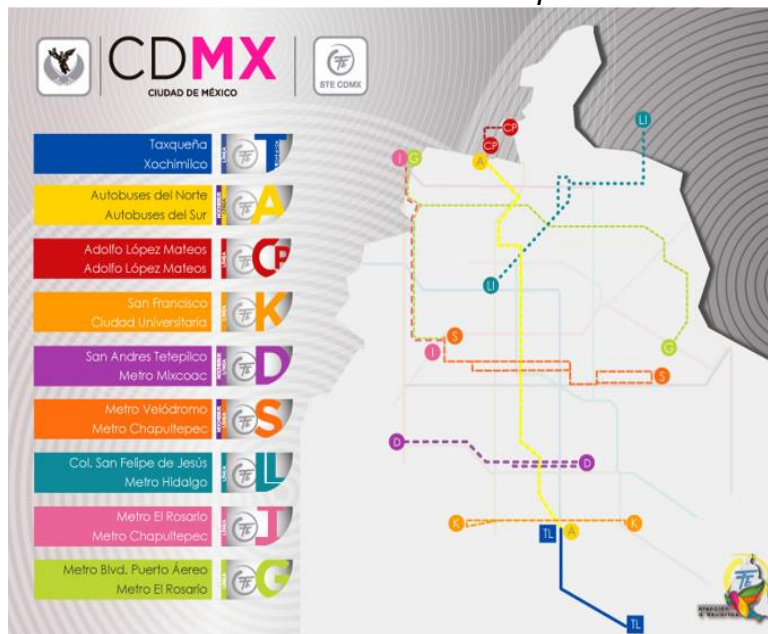 CDMX
CIUDAD DE MÉXICO
STE CDMX
Taxqueña
Xochimilco
Autobuses del Norte
Autobuses del Sur
A
Adolfo López Mateos
Adolfo López Mateos
CP
San Francisco
Ciudad Universitaria
K
San Andres Tetepilco
Metro Mixcoac
D
Metro Velódromo
Metro Chapultepec
S
Col. San Felipe de Jesús
Metro Hidalgo
LI
Metro El Rosario
Metro Chapultepec
I
Metro Blvd. Puerto Áereo
Metro El Rosario
G
CP
LI
CP
I G
A
LI
S
I
G
S
D
D
K
K
A
TL
TL